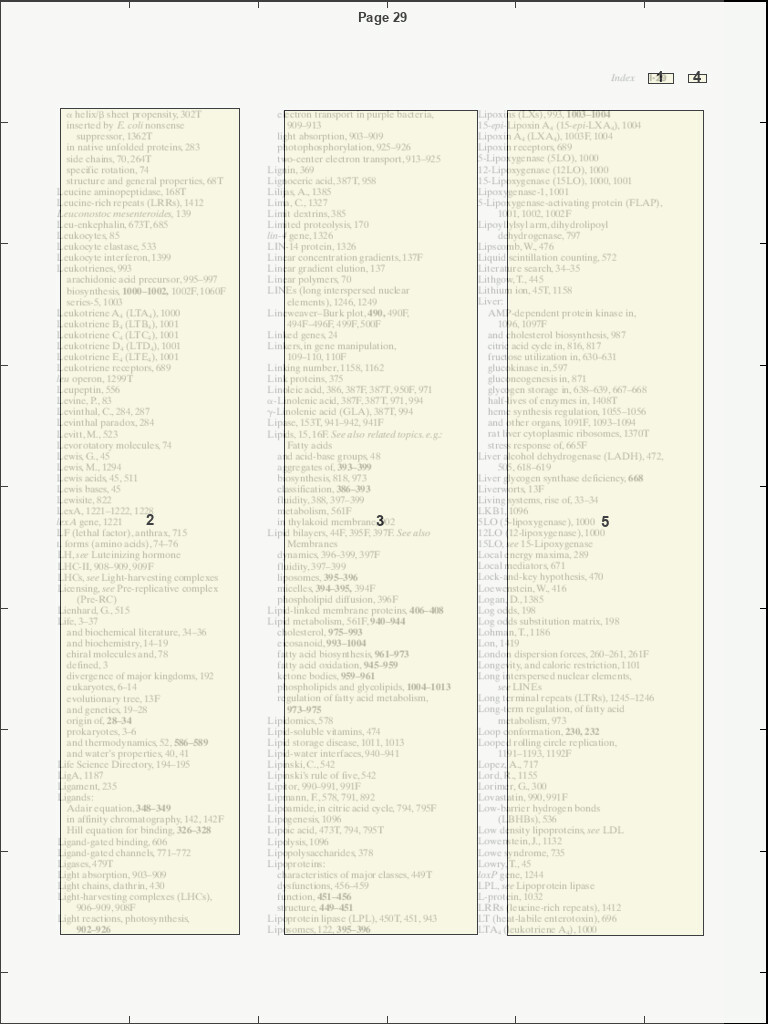 Page 29
Index
1
4
α helix/β sheet propensity, 302T
inserted by E. coli nonsense
suppressor, 1362T
in native unfolded proteins, 283
side chains, 70, 264T
specific rotation, 74
structure and general properties, 68T
Leucine aminopeptidase, 168T
Leucine-rich repeats (LRRs), 1412
Leuconostoc mesenteroides, 139
Leu-enkephalin, 673T, 685
Leukocytes, 85
Leukocyte elastase, 533
Leukocyte interferon, 1399
Leukotrienes, 993
arachidonic acid precursor, 995–997
biosynthesis, 1000–1002, 1002F, 1060F
series-5, 1003
Leukotriene A₄ (LTA₄), 1000
Leukotriene B₄ (LTB₄), 1001
Leukotriene C₄ (LTC₄), 1001
Leukotriene D₄ (LTD₄), 1001
Leukotriene E₄ (LTE₄), 1001
Leukotriene receptors, 689
leu operon, 1299T
Leupeptin, 556
Levine, P., 83
Levinthal, C., 284, 287
Levinthal paradox, 284
Levitt, M., 523
Levorotatory molecules, 74
Lewis, G., 45
Lewis, M., 1294
Lewis acids, 45, 511
Lewis bases, 45
Lewisite, 822
LexA, 1221–1222, 1228
lexA gene, 1221
2
LF (lethal factor), anthrax, 715
L forms (amino acids), 74–76
LH, see Luteinizing hormone
LHC-II, 908–909, 909F
LHCs, see Light-harvesting complexes
Licensing, see Pre-replicative complex
(Pre-RC)
Lienhard, G., 515
Life, 3–37
and biochemical literature, 34–36
and biochemistry, 14–19
chiral molecules and, 78
defined, 3
divergence of major kingdoms, 192
eukaryotes, 6–14
evolutionary tree, 13F
and genetics, 19–28
origin of, 28–34
prokaryotes, 3–6
and thermodynamics, 52, 586–589
and water's properties, 40, 41
Life Science Directory, 194–195
LigA, 1187
Ligament, 235
Ligands:
Adair equation, 348–349
in affinity chromatography, 142, 142F
Hill equation for binding, 326–328
Ligand-gated binding, 606
Ligand-gated channels, 771–772
Ligases, 479T
Light absorption, 903–909
Light chains, clathrin, 430
Light-harvesting complexes (LHCs),
906–909, 908F
Light reactions, photosynthesis,
902–926
electron transport in purple bacteria,
909–913
light absorption, 903–909
photophosphorylation, 925–926
two-center electron transport, 913–925
Lignin, 369
Lignoceric acid, 387T, 958
Liljas, A., 1385
Lima, C., 1327
Limit dextrins, 385
Limited proteolysis, 170
lin-4 gene, 1326
LIN-14 protein, 1326
Linear concentration gradients, 137F
Linear gradient elution, 137
Linear polymers, 70
LINEs (long interspersed nuclear
elements), 1246, 1249
Lineweaver–Burk plot, 490, 490F,
494F–496F, 499F, 500F
Linked genes, 24
Linkers, in gene manipulation,
109–110, 110F
Linking number, 1158, 1162
Link proteins, 375
Linoleic acid, 386, 387F, 387T, 950F, 971
α-Linolenic acid, 387F, 387T, 971, 994
γ-Linolenic acid (GLA), 387T, 994
Lipase, 153T, 941–942, 941F
Lipids, 15, 16F. See also related topics, e.g.:
Fatty acids
and acid-base groups, 48
aggregates of, 393–399
biosynthesis, 818, 973
classification, 386–393
fluidity, 388, 397–399
metabolism, 561F
in thylakoid membrane,
3
Lipid bilayers, 44F, 395F, 397F. See also
Membranes
dynamics, 396–399, 397F
fluidity, 397–399
liposomes, 395–396
micelles, 394–395, 394F
phospholipid diffusion, 396F
Lipid-linked membrane proteins, 406–408
Lipid metabolism, 561F, 940–944
cholesterol, 975–993
eicosanoid, 993–1004
fatty acid biosynthesis, 961–973
fatty acid oxidation, 945–959
ketone bodies, 959–961
phospholipids and glycolipids, 1004–1013
regulation of fatty acid metabolism,
973–975
Lipidomics, 578
Lipid-soluble vitamins, 474
Lipid storage disease, 1011, 1013
Lipid-water interfaces, 940–941
Lipinski, C., 542
Lipinski's rule of five, 542
Lipitor, 990–991, 991F
Lipmann, F., 578, 791, 892
Lipoamide, in citric acid cycle, 794, 795F
Lipogenesis, 1096
Lipoic acid, 473T, 794, 795T
Lipolysis, 1096
Lipopolysaccharides, 378
Lipoproteins:
characteristics of major classes, 449T
dysfunctions, 456–459
function, 451–456
structure, 449–451
Lipoprotein lipase (LPL), 450T, 451, 943
Liposomes, 122, 395–396
Lipoxins (LXs), 993, 1003–1004
15-epi-Lipoxin A₄ (15-epi-LXA₄), 1004
Lipoxin A₄ (LXA₄), 1003F, 1004
Lipoxin receptors, 689
5-Lipoxygenase (5LO), 1000
12-Lipoxygenase (12LO), 1000
15-Lipoxygenase (15LO), 1000, 1001
Lipoxygenase-1, 1001
5-Lipoxygenase-activating protein (FLAP),
1001, 1002, 1002F
Lipoyllylsyl arm, dihydrolipoyl
dehydrogenase, 797
Lipscomb, W., 476
Liquid scintillation counting, 572
Literature search, 34–35
Lithgow, T., 445
Lithium ion, 45T, 1158
Liver:
AMP-dependent protein kinase in,
1096, 1097F
and cholesterol biosynthesis, 987
citric acid cycle in, 816, 817
fructose utilization in, 630–631
glucokinase in, 597
gluconeogenesis in, 871
glycogen storage in, 638–639, 667–668
half-lives of enzymes in, 1408T
heme synthesis regulation, 1055–1056
and other organs, 1091F, 1093–1094
rat liver cytoplasmic ribosomes, 1370T
stress response of, 665F
Liver alcohol dehydrogenase (LADH), 472,
505, 618–619
Liver glycogen synthase deficiency, 668
Liverworts, 13F
Living systems, rise of, 33–34
LKB1, 1096
5LO (5-lipoxygenase), 1000
5
12LO (12-lipoxygenase), 1000
15LO, see 15-Lipoxygenase
Local energy maxima, 289
Local mediators, 671
Lock-and-key hypothesis, 470
Loewenstein, W., 416
Logan, D., 1385
Log odds, 198
Log odds substitution matrix, 198
Lohman, T., 1186
Lon, 1419
London dispersion forces, 260–261, 261F
Longevity, and caloric restriction, 1101
Long interspersed nuclear elements,
see LINEs
Long terminal repeats (LTRs), 1245–1246
Long-term regulation, of fatty acid
metabolism, 973
Loop conformation, 230, 232
Looped rolling circle replication,
1191–1193, 1192F
Lopez, A., 717
Lord, R., 1155
Lorimer, G., 300
Lovastatin, 990, 991F
Low-barrier hydrogen bonds
(LBHBs), 536
Low density lipoproteins, see LDL
Lowenstein, J., 1132
Lowe syndrome, 735
Lowry, T., 45
loxP gene, 1244
LPL, see Lipoprotein lipase
L-protein, 1032
LRRs (leucine-rich repeats), 1412
LT (heat-labile enterotoxin), 696
LTA₄ (leukotriene A₄), 1000